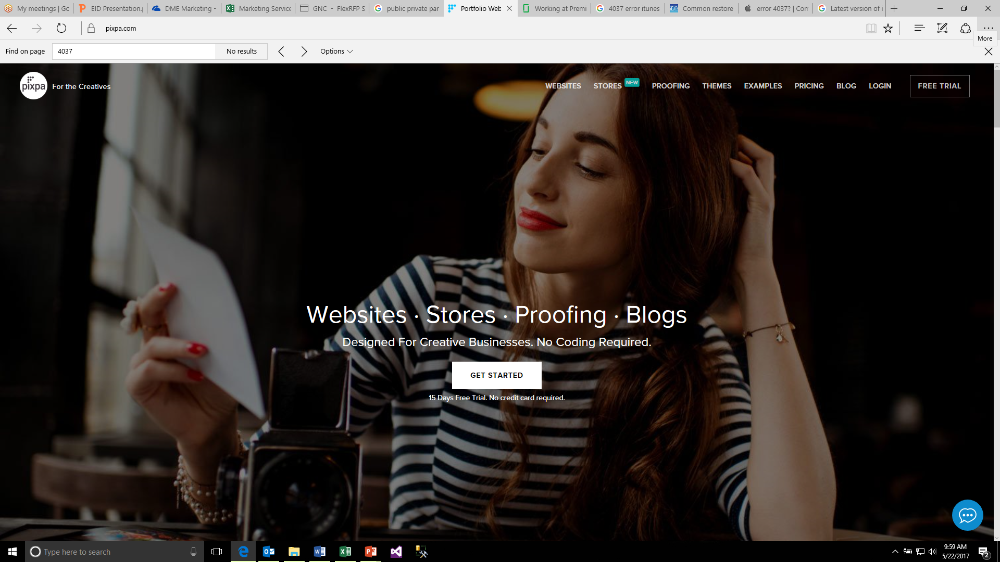 My meetings | Gc
EID Presentation.p
DME Marketing -
Marketing Service
GNC - FlexRFP S
public private par
Portfolio Web
Working at Premi
4037 error itunes
Common restore
error 4037? | Com
Latest version of i
pixpa.com
More
Find on page
4037
No results
Options
pixpa
For the Creatives
WEBSITES
STORES
NEW
PROOFING
THEMES
EXAMPLES
PRICING
BLOG
LOGIN
FREE TRIAL
Websites · Stores · Proofing · Blogs
Designed For Creative Businesses. No Coding Required.
GET STARTED
15 Days Free Trial. No credit card required.
Type here to search
9:59 AM
5/22/2017
2